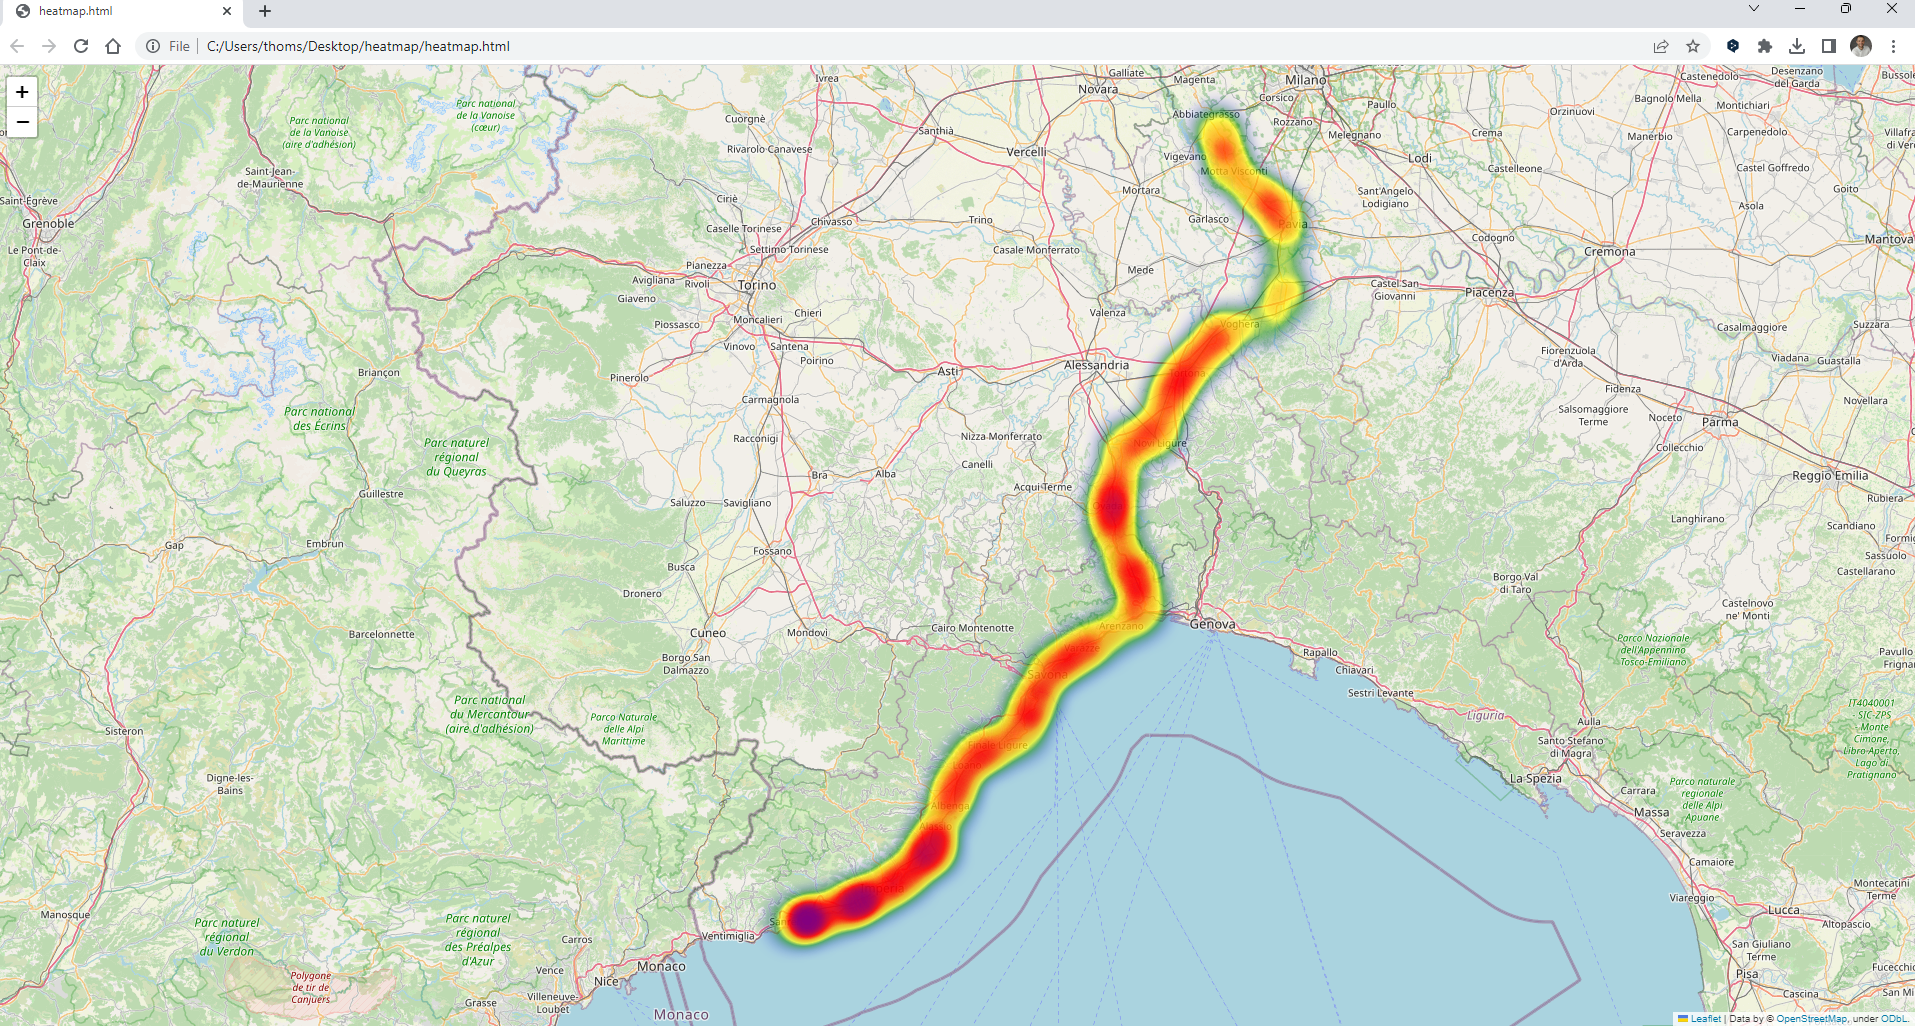 heatmap.html
File
C:/Users/thoms/Desktop/heatmap/heatmap.html
+
−
Ivrea
Galliate
Magenta
Milano
Castenedolo
Desenzano
del Garda
Bussole
Novara
Corsico
Paullo
Bagnolo Mella
Montichiari
Parc national
de la Vanoise
(cœur)
Parc national
de la Vanoise
(aire d'adhésion)
Cuorgnè
Santhià
Abbiategrasso
Rozzano
Melegnano
Crema
Orzinuovi
Manerbio
Carpenedolo
Villafra
di Ver
Rivarolo Canavese
Vercelli
Vigevano
Motta Visconti
Lodi
Castelleone
Castel Goffredo
Saint-Jean-
de-Maurienne
Mortara
Sant'Angelo
Lodigiano
Goito
Saint-Égrève
Ciriè
Asola
Grenoble
Chivasso
Trino
Garlasco
Pavia
Caselle Torinese
Codogno
Mantova
Le Pont-de-
Claix
Settimo Torinese
Casale Monferrato
Cremona
Pianezza
Mede
Avigliana
Rivoli
Torino
Castel San
Giovanni
Piacenza
Giaveno
Valenza
Chieri
Moncalieri
Piossasco
Voghera
Casalmaggiore
Suzzara
Vinovo
Santena
Poirino
Fiorenzuola
d'Arda
Viadana
Guastalla
Briançon
Pinerolo
Asti
Alessandria
Tortona
Fidenza
Carmagnola
Novellara
Parc national
des Écrins
Salsomaggiore
Terme
Noceto
Parma
Racconigi
Nizza Monferrato
Novi Ligure
Collecchio
Parc naturel
régional
du Queyras
Canelli
Bra
Alba
Reggio Emilia
Guillestre
Acqui Terme
Rubiera
Saluzzo
Savigliano
Langhirano
Scandiano
Formig
Gap
Embrun
Fossano
Sassuolo
Busca
Borgo Val
di Taro
Castellarano
Dronero
Castelnovo
ne' Monti
Barcelonnette
Cuneo
Mondovì
Cairo Montenotte
Arenzano
Genova
Parco Nazionale
dell'Appennino
Tosco-Emiliano
Varazze
Rapallo
Pavullo
Frignar
Borgo San
Dalmazzo
Savona
Chiavari
Sestri Levante
Parc national
du Mercantour
(aire d'adhésion)
Parco Naturale
delle Alpi
Marittime
Liguria
Aulla
IT4040001
SIC-ZPS
Monte
Cimone,
Libro Aperto,
Lago di
Pratignano
Sisteron
Finale Ligure
Santo Stefano
di Magra
Loano
Digne-les-
Bains
La Spezia
Carrara
Parco naturale
regionale
delle Alpi
Apuane
Albenga
Massa
Alassio
Seravezza
Camaiore
Imperia
Montecatini
Terme
Manosque
Viareggio
Lucca
Parc naturel
régional
du Verdon
Parc naturel
régional
des Préalpes
d'Azur
Ventimiglia
Altopascio
Carros
San Giuliano
Terme
Monaco
Vence
Nice
Pisa
Fucecchio
Polygone
de tir de
Canjuers
Grasse
Villeneuve-
Loubet
Cascina
San Mi
Monaco
Leaflet | Data by © OpenStreetMap, under ODbL.